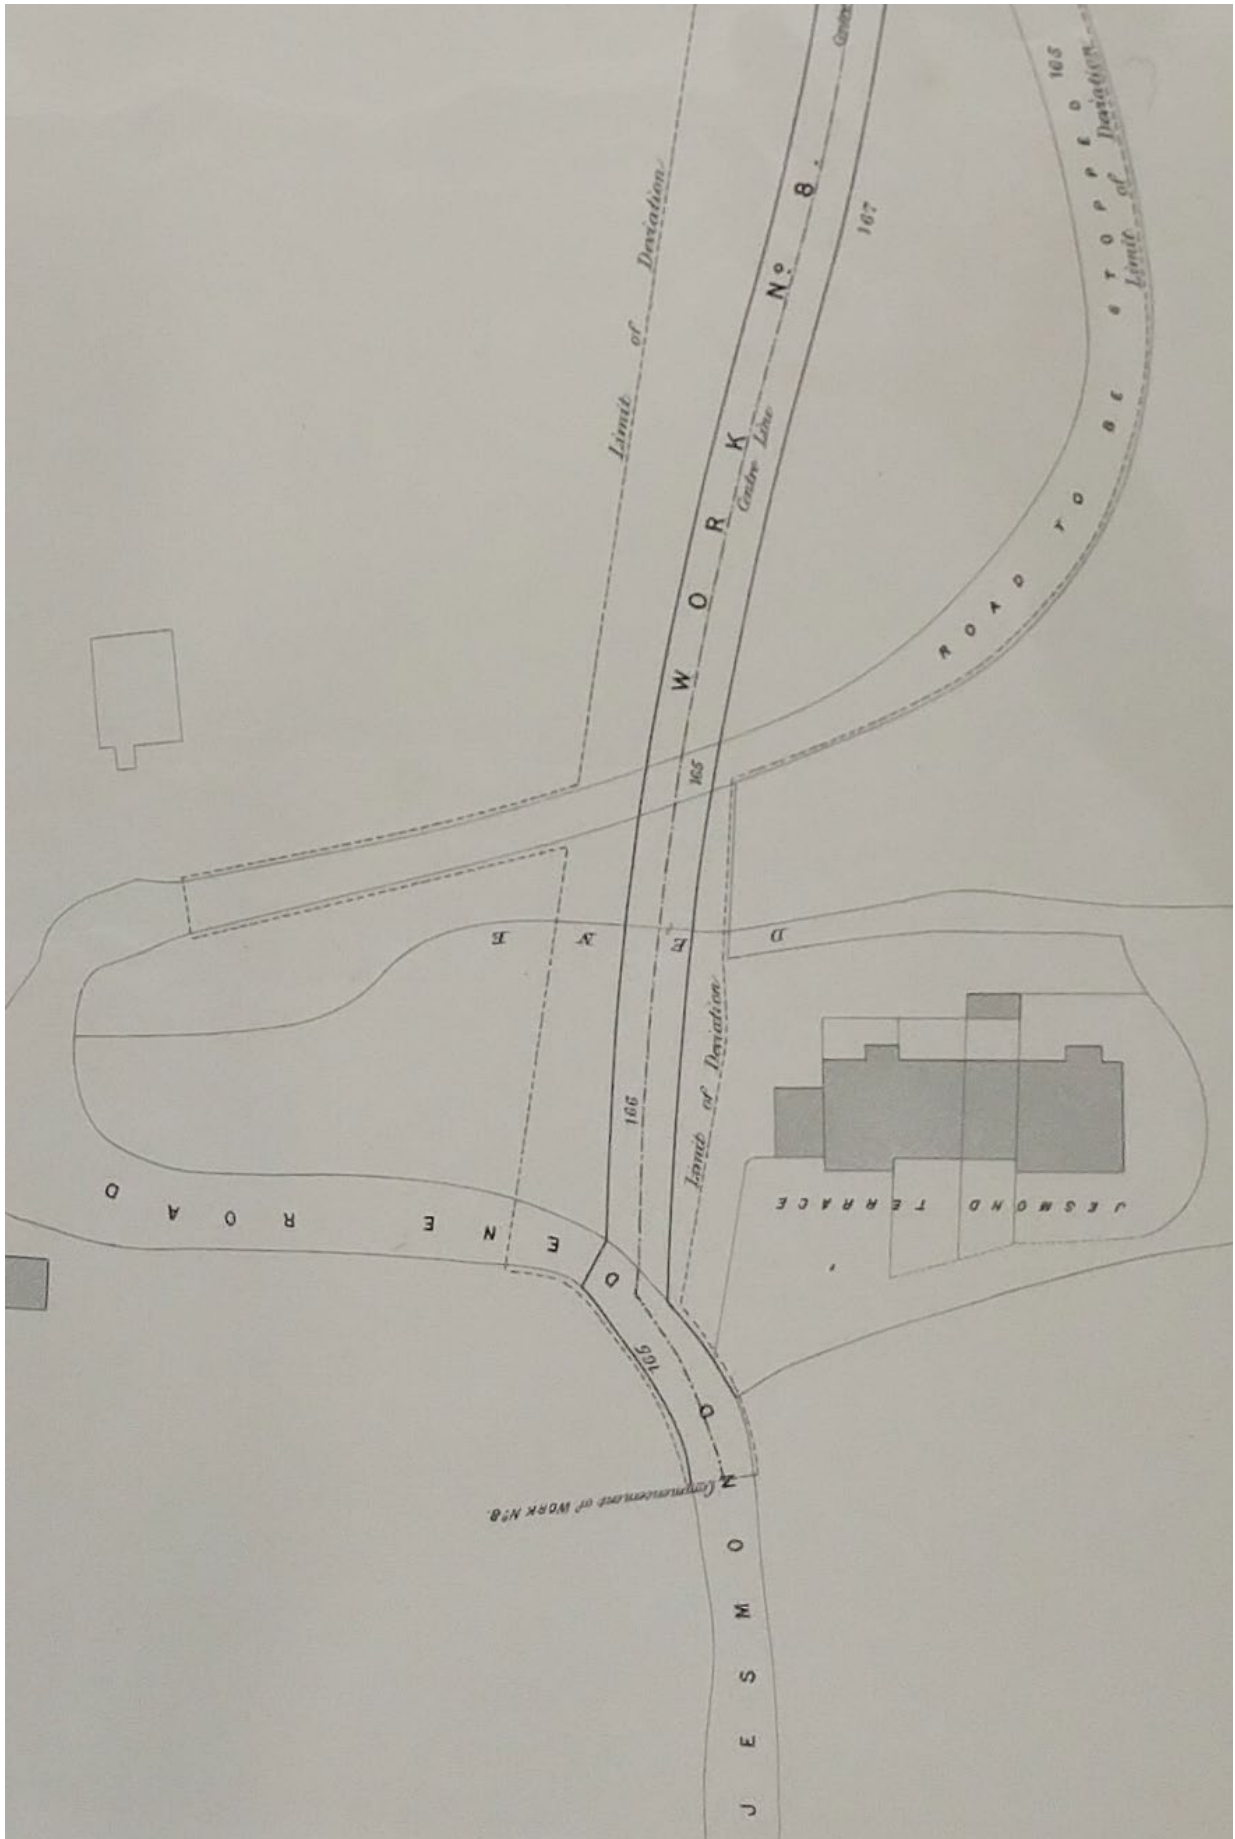 Centre
165
ROAD TO BE STOPPED
Limit of Deviation
Limit of Deviation
WORK No. 8.
167
Centre Line
165
DENE
166
Limit of Deviation
JESMOND TERRACE
JESMOND DENE ROAD
165
Commencement of WORK No. 8.